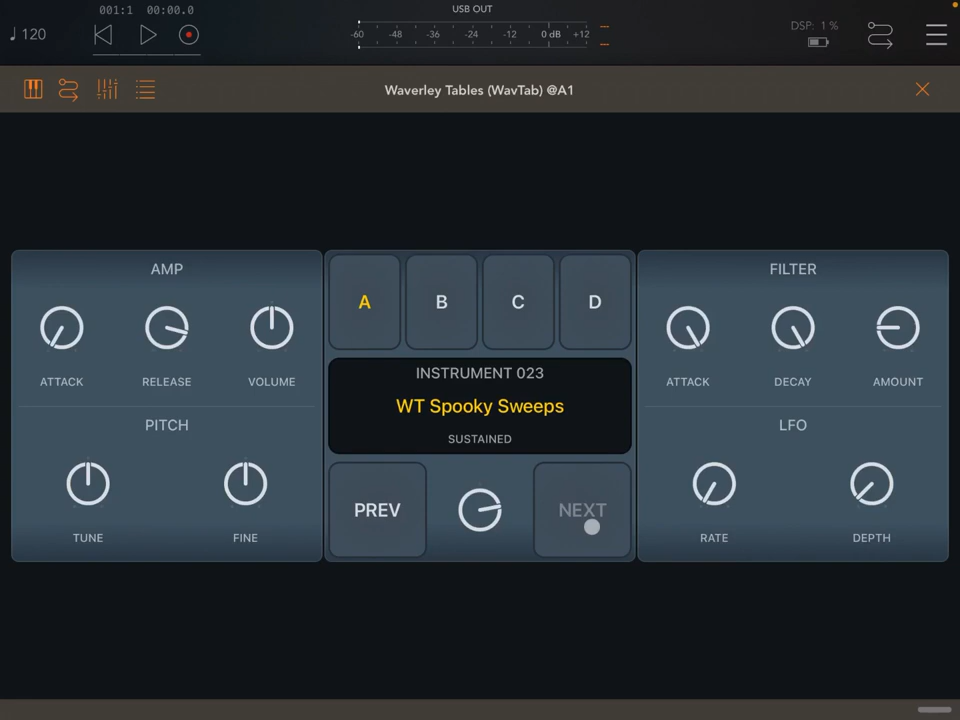 001:1 00:00.0
♩120
USB OUT
-60 -48 -36 -24 -12 0 dB +12
DSP: 1 %
Waverley Tables (WavTab) @A1
AMP
ATTACK RELEASE VOLUME
PITCH
TUNE FINE
A B C D
INSTRUMENT 023
WT Spooky Sweeps
SUSTAINED
PREV NEXT
FILTER
ATTACK DECAY AMOUNT
LFO
RATE DEPTH